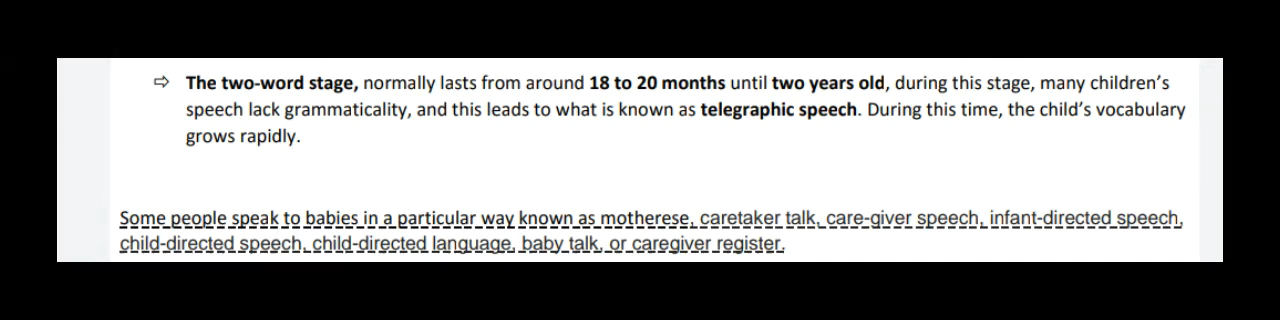 ⇨ The two-word stage, normally lasts from around 18 to 20 months until two years old, during this stage, many children's
speech lack grammaticality, and this leads to what is known as telegraphic speech. During this time, the child's vocabulary
grows rapidly.
Some people speak to babies in a particular way known as motherese, caretaker talk, care-giver speech, infant-directed speech,
child-directed speech, child-directed language, baby talk, or caregiver register.